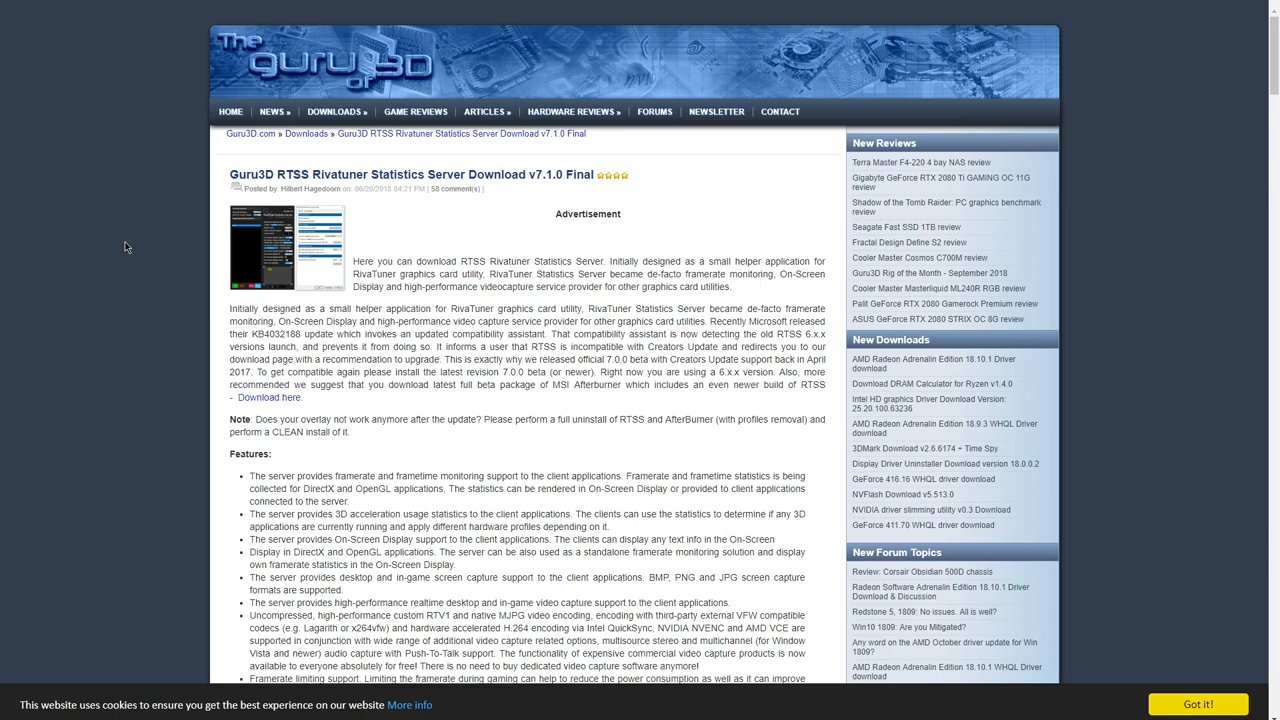 The
guru
of 3D
HOME NEWS » DOWNLOADS » GAME REVIEWS ARTICLES » HARDWARE REVIEWS » FORUMS NEWSLETTER CONTACT
Guru3D.com » Downloads » Guru3D RTSS Rivatuner Statistics Server Download v7.1.0 Final
Guru3D RTSS Rivatuner Statistics Server Download v7.1.0 Final
Posted by: Hilbert Hagedoorn on: 06/20/2018 04:21 PM [ 58 comment(s) ]
Advertisement
Here you can download RTSS Rivatuner Statistics Server. Initially designed as a small helper application for
RivaTuner graphics card utility, RivaTuner Statistics Server became de-facto framerate monitoring, On-Screen
Display and high-performance videocapture service provider for other graphics card utilities.
Initially designed as a small helper application for RivaTuner graphics card utility, RivaTuner Statistics Server became de-facto framerate
monitoring, On-Screen Display and high-performance video capture service provider for other graphics card utilities. Recently Microsoft released
their KB4032188 update which invokes an updated compatibility assistant. That compatibility assistant is now detecting the old RTSS 6.x.x
versions launch, and prevents it from doing so. It informs a user that RTSS is incompatible with Creators Update and redirects you to our
download page with a recommendation to upgrade. This is exactly why we released official 7.0.0 beta with Creators Update support back in April
2017. To get compatible again please install the latest revision 7.0.0 beta (or newer). Right now you are using a 6.x.x version. Also, more
recommended we suggest that you download latest full beta package of MSI Afterburner which includes an even newer build of RTSS
- Download here.
Note: Does your overlay not work anymore after the update? Please perform a full uninstall of RTSS and AfterBurner (with profiles removal) and
perform a CLEAN install of it.
Features:
• The server provides framerate and frametime monitoring support to the client applications. Framerate and frametime statistics is being
collected for DirectX and OpenGL applications. The statistics can be rendered in On-Screen Display or provided to client applications
connected to the server.
• The server provides 3D acceleration usage statistics to the client applications. The clients can use the statistics to determine if any 3D
applications are currently running and apply different hardware profiles depending on it.
• The server provides On-Screen Display support to the client applications. The clients can display any text info in the On-Screen
• Display in DirectX and OpenGL applications. The server can be also used as a standalone framerate monitoring solution and display
own framerate statistics in the On-Screen Display.
• The server provides desktop and in-game screen capture support to the client applications. BMP, PNG and JPG screen capture
formats are supported.
• The server provides high-performance realtime desktop and in-game video capture support to the client applications.
• Uncompressed, high-performance custom RTV1 and native MJPG video encoding, encoding with third-party external VFW compatible
codecs (e.g. Lagarith or x264vfw) and hardware accelerated H.264 encoding via Intel QuickSync, NVIDIA NVENC and AMD VCE are
supported in conjunction with wide range of additional video capture related options, multisource stereo and multichannel (for Window
Vista and newer) audio capture with Push-To-Talk support. The functionality of expensive commercial video capture products is now
available to everyone absolutely for free! There is no need to buy dedicated video capture software anymore!
• Framerate limiting support. Limiting the framerate during gaming can help to reduce the power consumption as well as it can improve
New Reviews
Terra Master F4-220 4 bay NAS review
Gigabyte GeForce RTX 2080 Ti GAMING OC 11G
review
Shadow of the Tomb Raider: PC graphics benchmark
review
Seagate Fast SSD 1TB review
Fractal Design Define S2 review
Cooler Master Cosmos C700M review
Guru3D Rig of the Month - September 2018
Cooler Master Masterliquid ML240R RGB review
Palit GeForce RTX 2080 Gamerock Premium review
ASUS GeForce RTX 2080 STRIX OC 8G review
New Downloads
AMD Radeon Adrenalin Edition 18.10.1 Driver
download
Download DRAM Calculator for Ryzen v1.4.0
Intel HD graphics Driver Download Version:
25.20.100.63236
AMD Radeon Adrenalin Edition 18.9.3 WHQL Driver
download
3DMark Download v2.6.6174 + Time Spy
Display Driver Uninstaller Download version 18.0.0.2
GeForce 416.16 WHQL driver download
NVFlash Download v5.513.0
NVIDIA driver slimming utility v0.3 Download
GeForce 411.70 WHQL driver download
New Forum Topics
Review: Corsair Obsidian 500D chassis
Radeon Software Adrenalin Edition 18.10.1 Driver
Download & Discussion
Redstone 5, 1809: No issues. All is well?
Win10 1809: Are you Mitigated?
Any word on the AMD October driver update for Win
1809?
AMD Radeon Adrenalin Edition 18.10.1 WHQL Driver
download
This website uses cookies to ensure you get the best experience on our website More info
Got it!